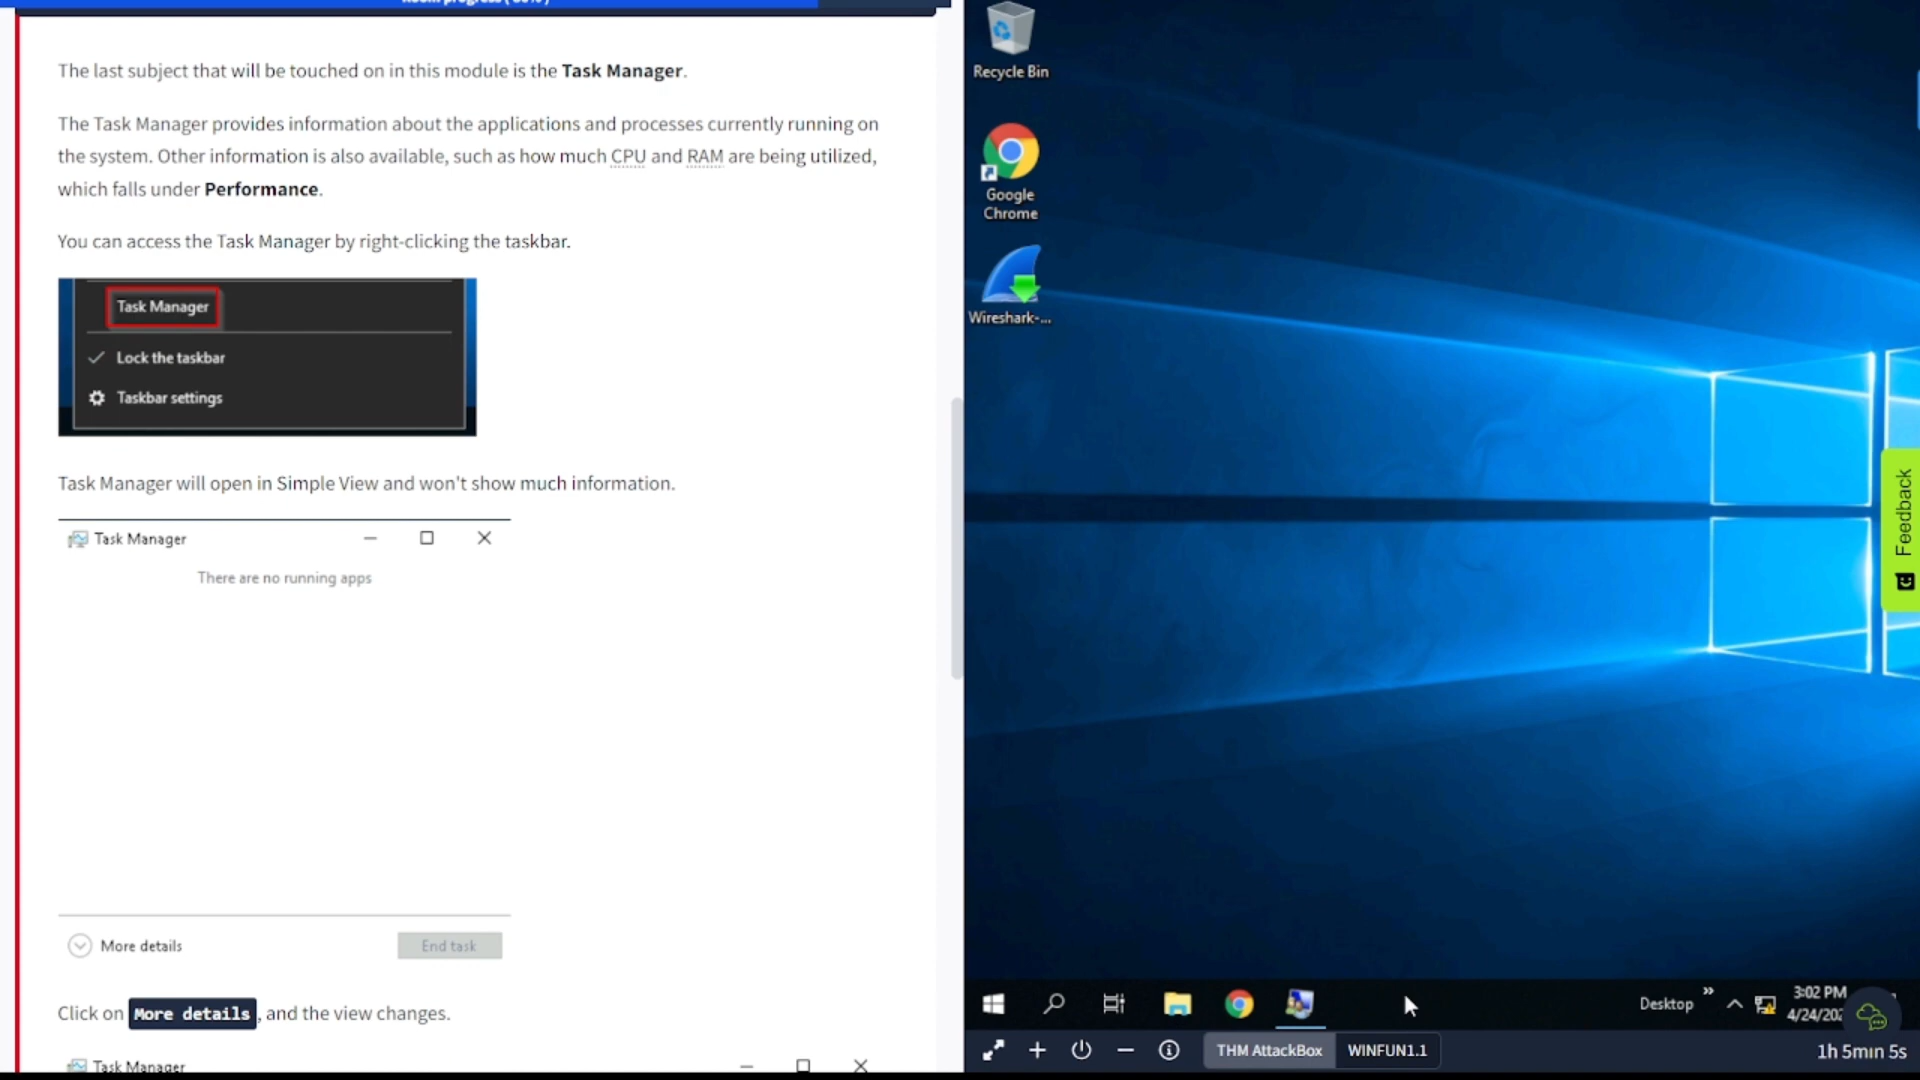 The last subject that will be touched on in this module is the Task Manager.
The Task Manager provides information about the applications and processes currently running on
the system. Other information is also available, such as how much CPU and RAM are being utilized,
which falls under Performance.
You can access the Task Manager by right-clicking the taskbar.
Task Manager
Lock the taskbar
Taskbar settings
Task Manager will open in Simple View and won't show much information.
Task Manager
There are no running apps
More details
End task
Click on More details, and the view changes.
Task Manager
Recycle Bin
Google
Chrome
Wireshark-...
Feedback
Desktop
3:02 PM
4/24/202
THM AttackBox
WINFUN1.1
1h 5min 5s